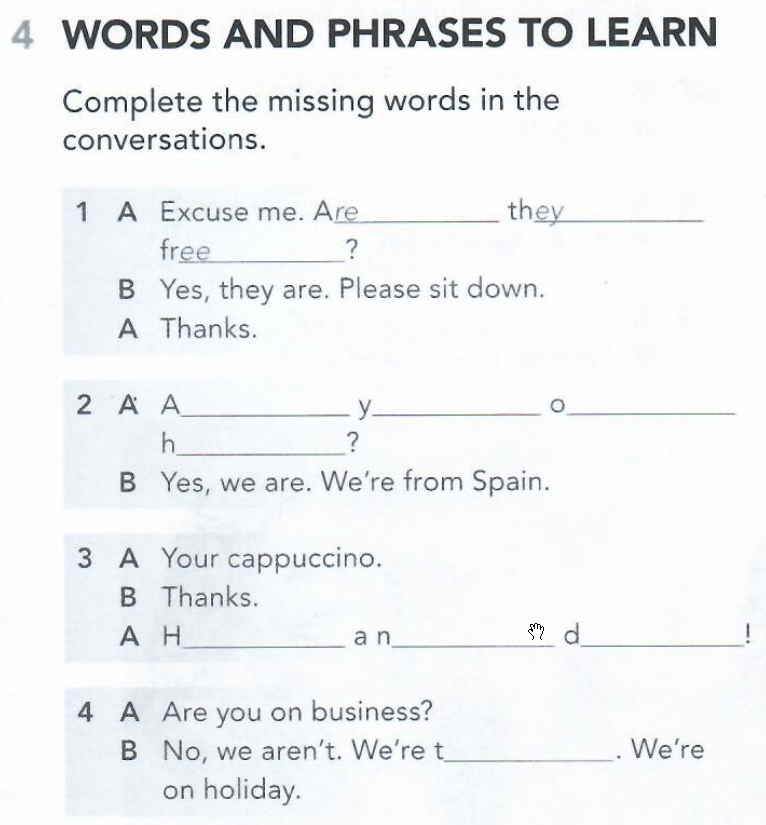 4 WORDS AND PHRASES TO LEARN
Complete the missing words in the
conversations.
1 A Excuse me. Are__________ they__________
free__________?
B Yes, they are. Please sit down.
A Thanks.
2 A A__________ y__________ o__________
h__________?
B Yes, we are. We're from Spain.
3 A Your cappuccino.
B Thanks.
A H__________ a n__________ d__________!
4 A Are you on business?
B No, we aren't. We're t__________. We're
on holiday.